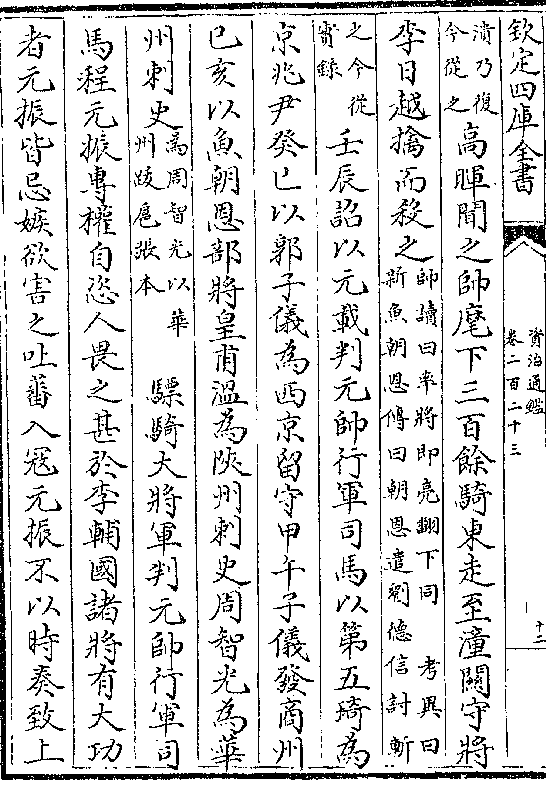 欽定四庫全書
資治通鑑
卷二百二十三
十二
清乃復
今從之
高暉聞之帥麾下三百餘騎東走至潼關守將
李日越擒而殺之
帥讀曰率將即亮翻下同 考異曰
新魚朝恩傳曰朝恩遣劉德信討斬
之今從
實錄
壬辰詔以元載判元帥行軍司馬以第五琦為
京兆尹癸巳以郭子儀為西京留守甲午子儀發商州
己亥以魚朝恩部將皇甫溫為陜州刺史周智光為華
州刺史
為周智光以華
州跋扈張本
驃騎大將軍判元帥行軍司
馬程元振專權自恣人畏之甚於李輔國諸將有大功
者元振皆忌嫉欲害之吐蕃入冦元振不以時奏致上